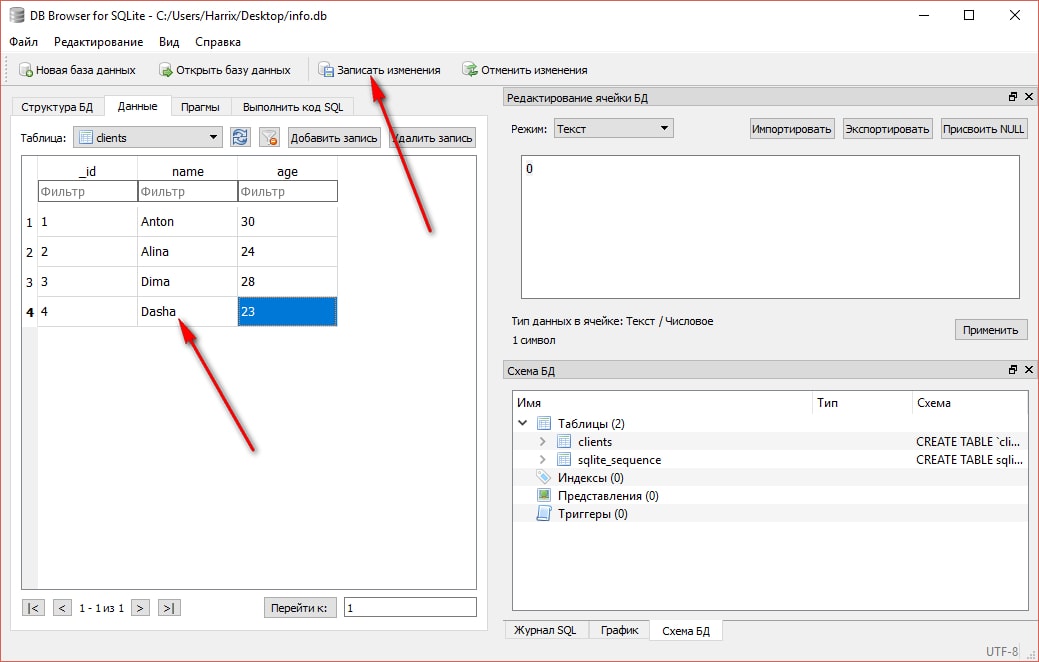 DB Browser for SQLite - C:/Users/Harrix/Desktop/info.db
Файл Редактирование Вид Справка
Новая база данных Открыть базу данных Записать изменения Отменить изменения
Структура БД Данные Прагмы Выполнить код SQL
Таблица: clients Добавить запись Удалить запись
_id name age
Фильтр Фильтр Фильтр
1 1 Anton 30
2 2 Alina 24
3 3 Dima 28
4 4 Dasha 23
|< < 1 - 1 из 1 > >| Перейти к: 1
Редактирование ячейки БД
Режим: Текст Импортировать Экспортировать Присвоить NULL
0
Тип данных в ячейке: Текст / Числовое
1 символ
Применить
Схема БД
Имя Тип Схема
Таблицы (2)
clients CREATE TABLE `cli...
sqlite_sequence CREATE TABLE sqli...
Индексы (0)
Представления (0)
Триггеры (0)
Журнал SQL График Схема БД
UTF-8